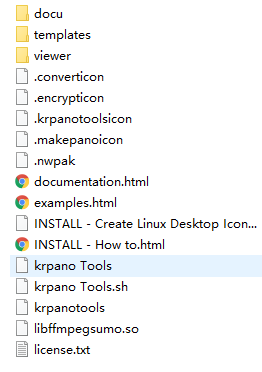 docu
templates
viewer
.converticon
.encrypticon
.krpanotoolsicon
.makepanoicon
.nwpak
documentation.html
examples.html
INSTALL - Create Linux Desktop Icon...
INSTALL - How to.html
krpano Tools
krpano Tools.sh
krpanotools
libffmpegsumo.so
license.txt